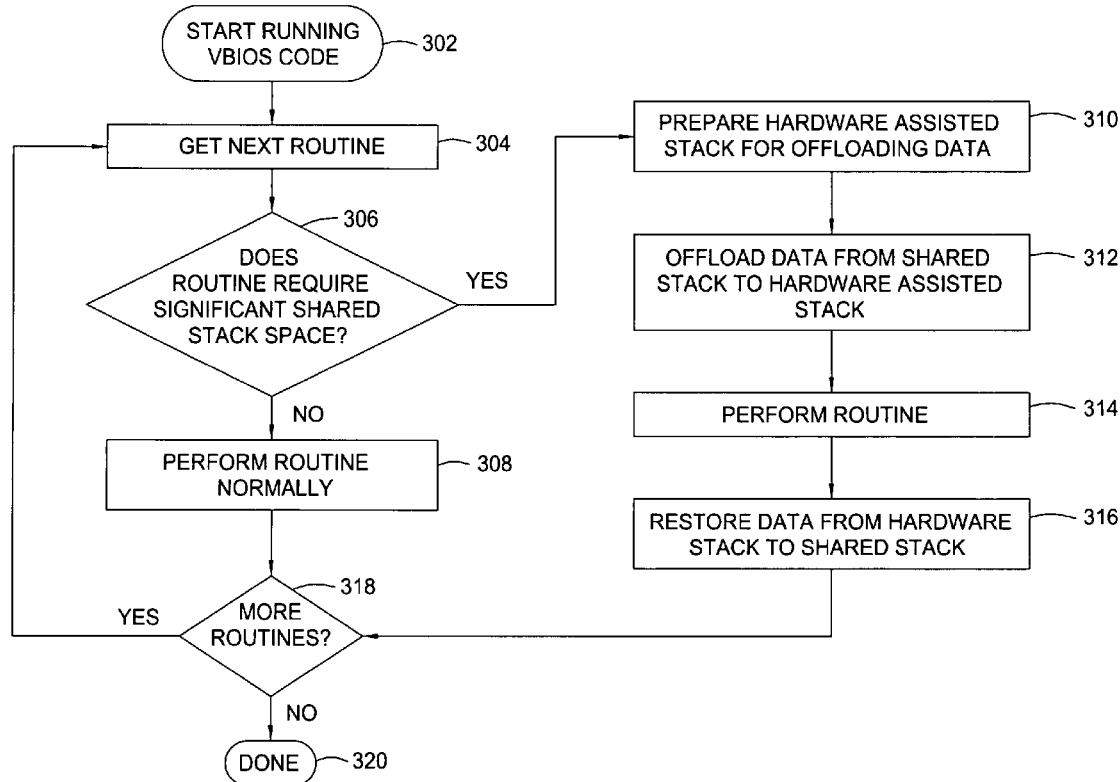 START RUNNING
VBIOS CODE
302
GET NEXT ROUTINE
304
306
DOES
ROUTINE REQUIRE
SIGNIFICANT SHARED
STACK SPACE?
YES
NO
PERFORM ROUTINE
NORMALLY
308
PREPARE HARDWARE ASSISTED
STACK FOR OFFLOADING DATA
310
OFFLOAD DATA FROM SHARED
STACK TO HARDWARE ASSISTED
STACK
312
PERFORM ROUTINE
314
RESTORE DATA FROM HARDWARE
STACK TO SHARED STACK
316
318
MORE
ROUTINES?
YES
NO
DONE
320